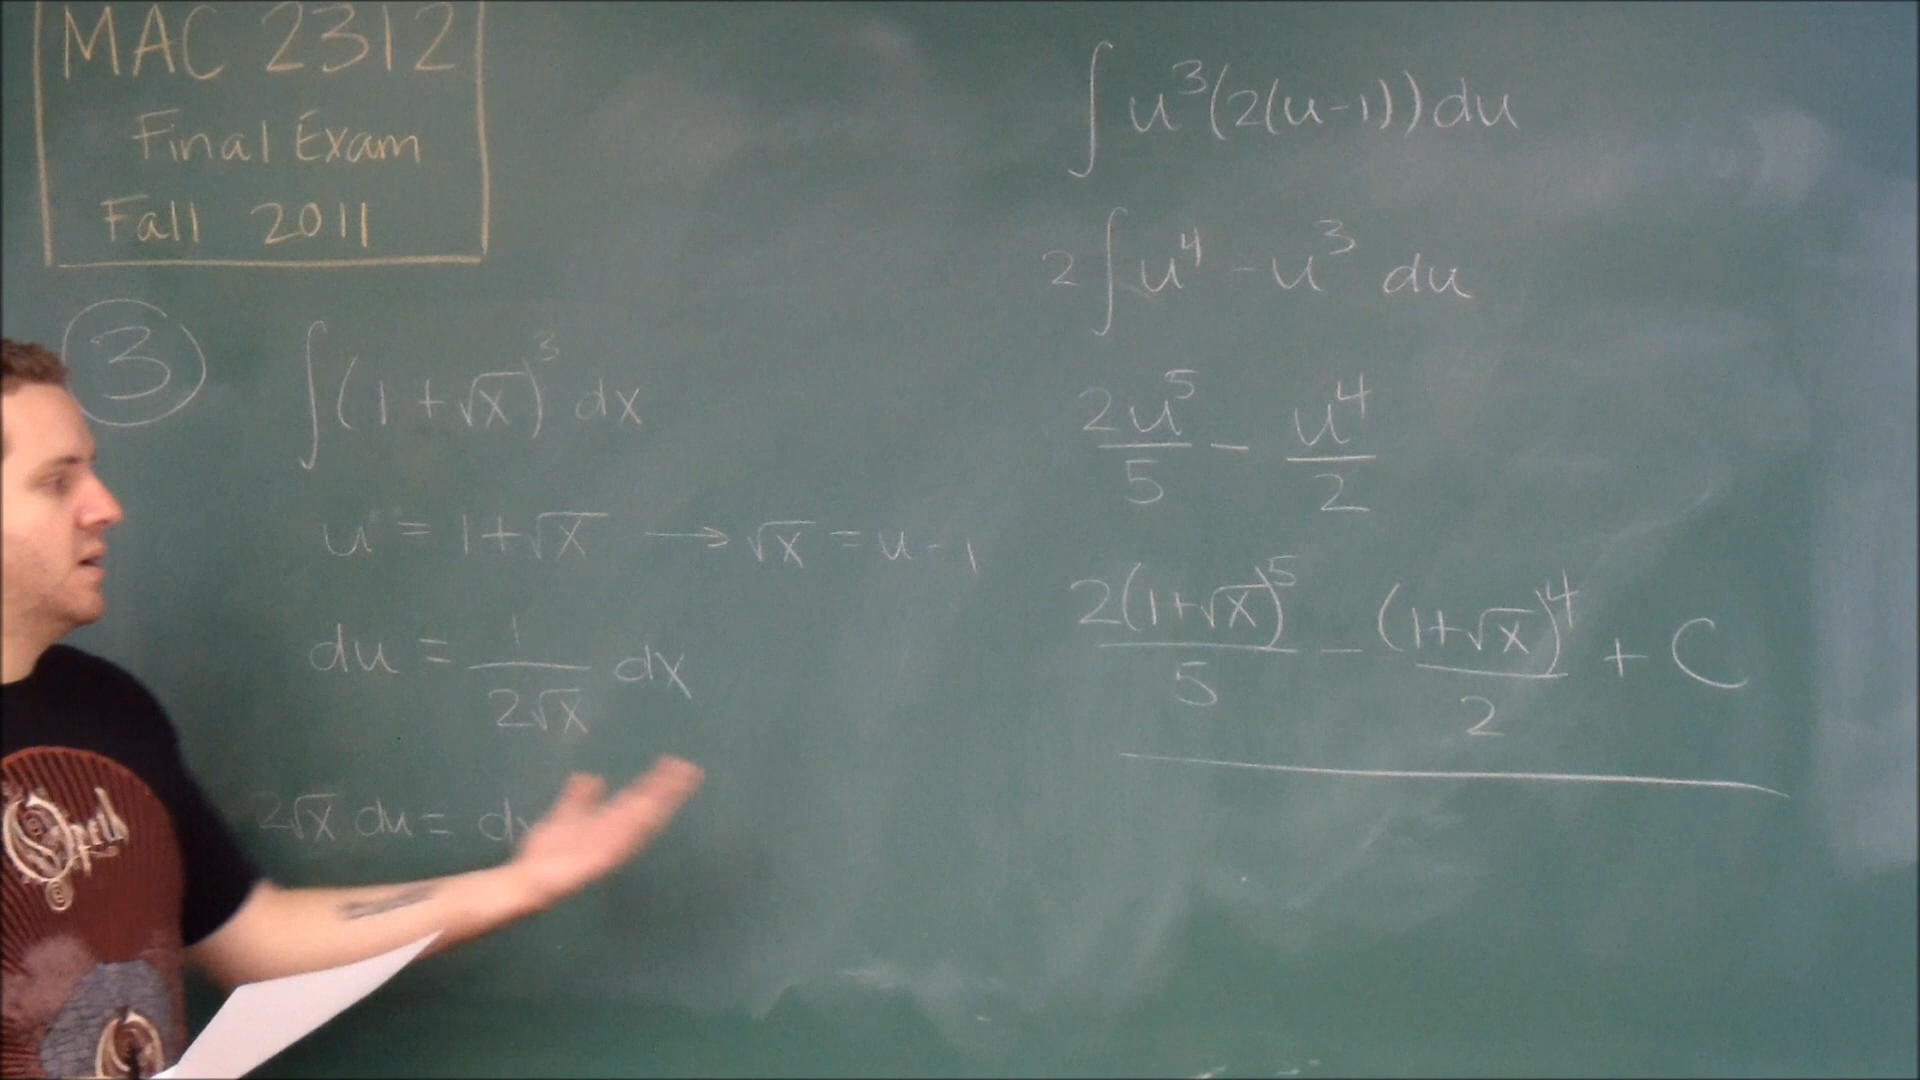 MAC 2312
Final Exam
Fall 2011
3
∫(1+√x)³ dx
u = 1+√x → √x = u-1
du = 1/(2√x) dx
2√x du = dx
∫u³(2(u-1))du
2∫u⁴ - u³ du
2u⁵/5 - u⁴/2
2(1+√x)⁵/5 - (1+√x)⁴/2 + C